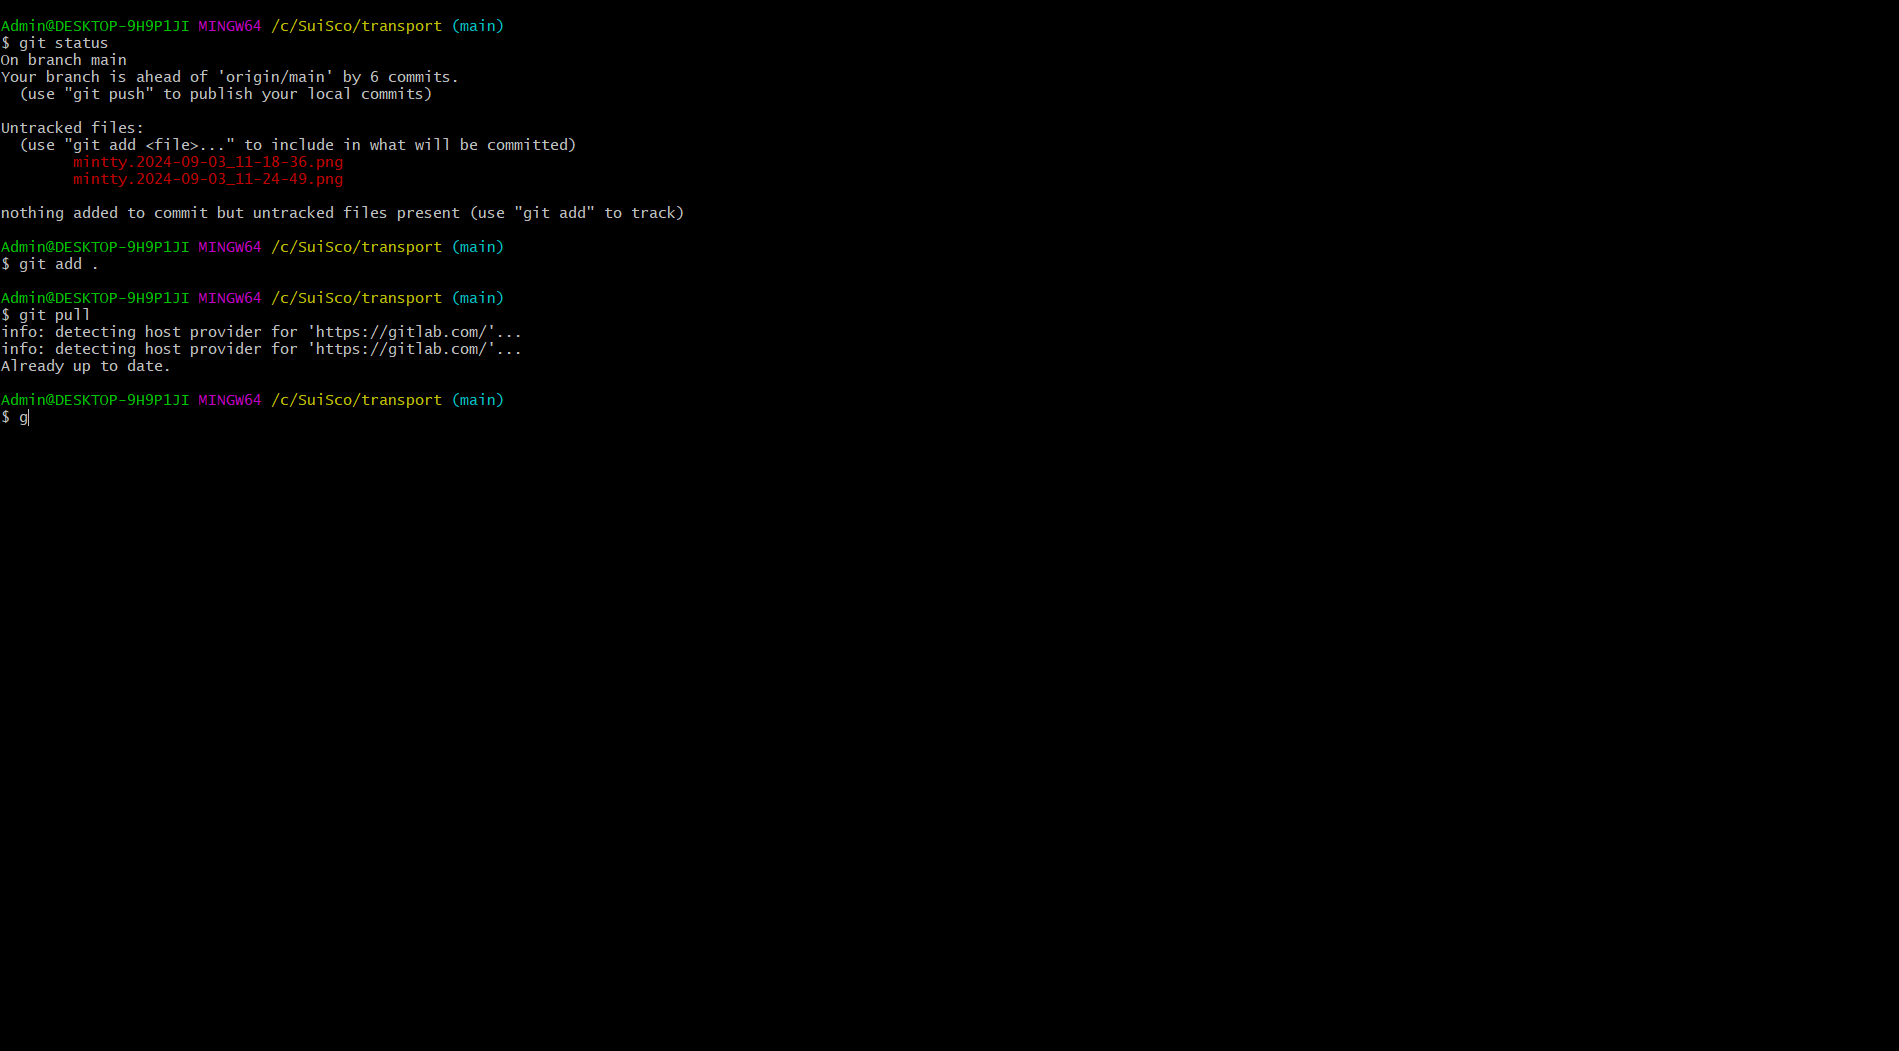 Admin@DESKTOP-9H9P1JI MINGW64 /c/SuiSco/transport (main)
$ git status
On branch main
Your branch is ahead of 'origin/main' by 6 commits.
  (use "git push" to publish your local commits)

Untracked files:
  (use "git add <file>..." to include in what will be committed)
        mintty.2024-09-03_11-18-36.png
        mintty.2024-09-03_11-24-49.png

nothing added to commit but untracked files present (use "git add" to track)

Admin@DESKTOP-9H9P1JI MINGW64 /c/SuiSco/transport (main)
$ git add .

Admin@DESKTOP-9H9P1JI MINGW64 /c/SuiSco/transport (main)
$ git pull
info: detecting host provider for 'https://gitlab.com/'...
info: detecting host provider for 'https://gitlab.com/'...
Already up to date.

Admin@DESKTOP-9H9P1JI MINGW64 /c/SuiSco/transport (main)
$ g